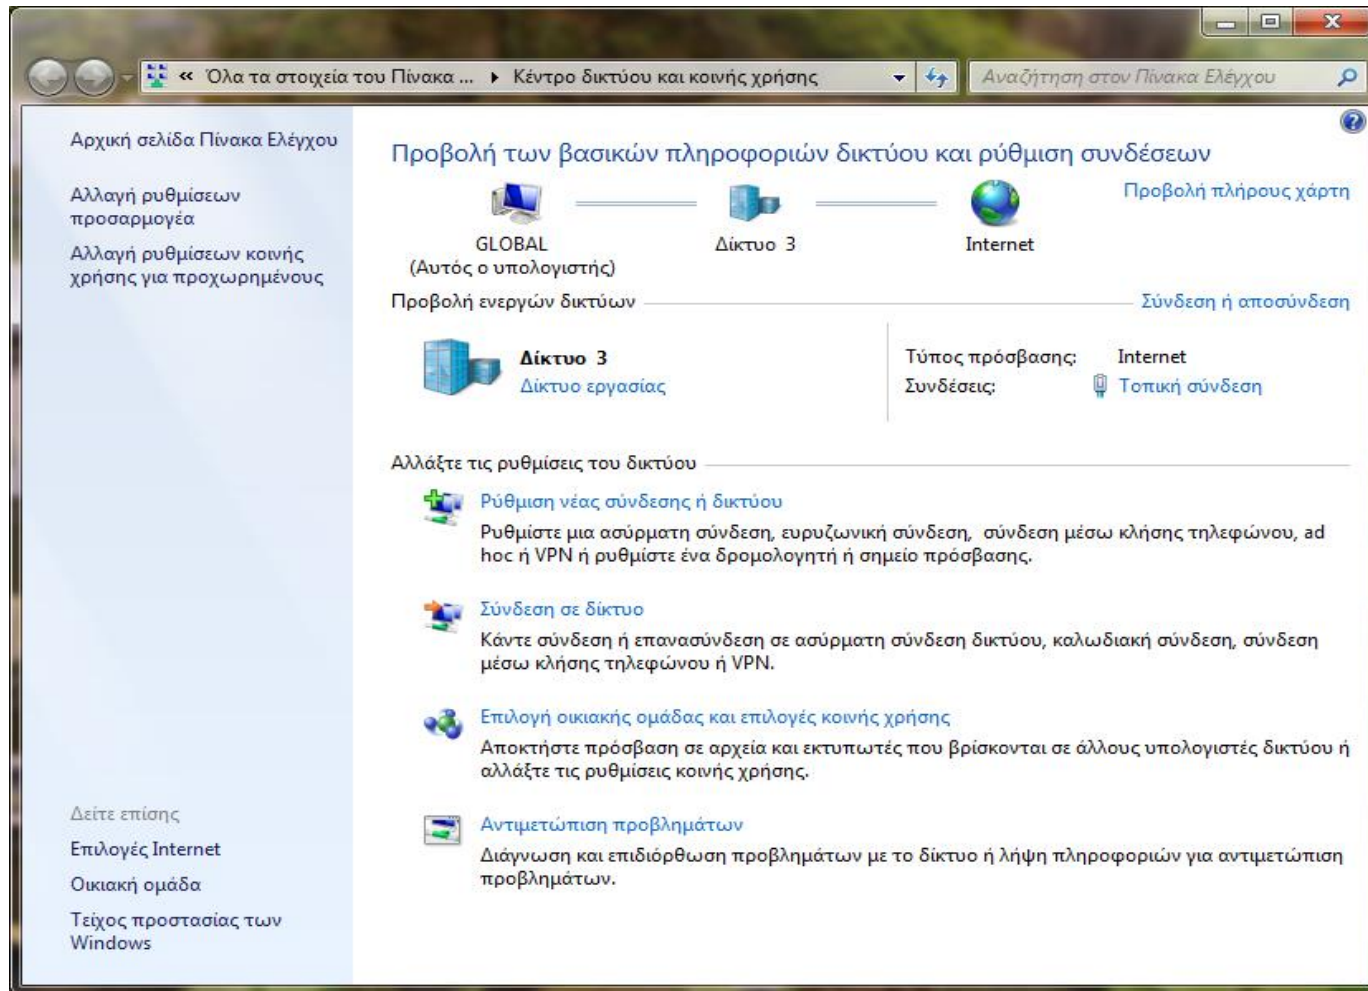 « Όλα τα στοιχεία του Πίνακα ... Κέντρο δικτύου και κοινής χρήσης
Αναζήτηση στον Πίνακα Ελέγχου
Αρχική σελίδα Πίνακα Ελέγχου
Αλλαγή ρυθμίσεων
προσαρμογέα
Αλλαγή ρυθμίσεων κοινής
χρήσης για προχωρημένους
Δείτε επίσης
Επιλογές Internet
Οικιακή ομάδα
Τείχος προστασίας των
Windows
Προβολή των βασικών πληροφοριών δικτύου και ρύθμιση συνδέσεων
Προβολή πλήρους χάρτη
GLOBAL
(Αυτός ο υπολογιστής)
Δίκτυο 3
Internet
Προβολή ενεργών δικτύων
Σύνδεση ή αποσύνδεση
Δίκτυο 3
Δίκτυο εργασίας
Τύπος πρόσβασης: Internet
Συνδέσεις: Τοπική σύνδεση
Αλλάξτε τις ρυθμίσεις του δικτύου
Ρύθμιση νέας σύνδεσης ή δικτύου
Ρυθμίστε μια ασύρματη σύνδεση, ευρυζωνική σύνδεση, σύνδεση μέσω κλήσης τηλεφώνου, ad
hoc ή VPN ή ρυθμίστε ένα δρομολογητή ή σημείο πρόσβασης.
Σύνδεση σε δίκτυο
Κάντε σύνδεση ή επανασύνδεση σε ασύρματη σύνδεση δικτύου, καλωδιακή σύνδεση, σύνδεση
μέσω κλήσης τηλεφώνου ή VPN.
Επιλογή οικιακής ομάδας και επιλογές κοινής χρήσης
Αποκτήστε πρόσβαση σε αρχεία και εκτυπωτές που βρίσκονται σε άλλους υπολογιστές δικτύου ή
αλλάξτε τις ρυθμίσεις κοινής χρήσης.
Αντιμετώπιση προβλημάτων
Διάγνωση και επιδιόρθωση προβλημάτων με το δίκτυο ή λήψη πληροφοριών για αντιμετώπιση
προβλημάτων.